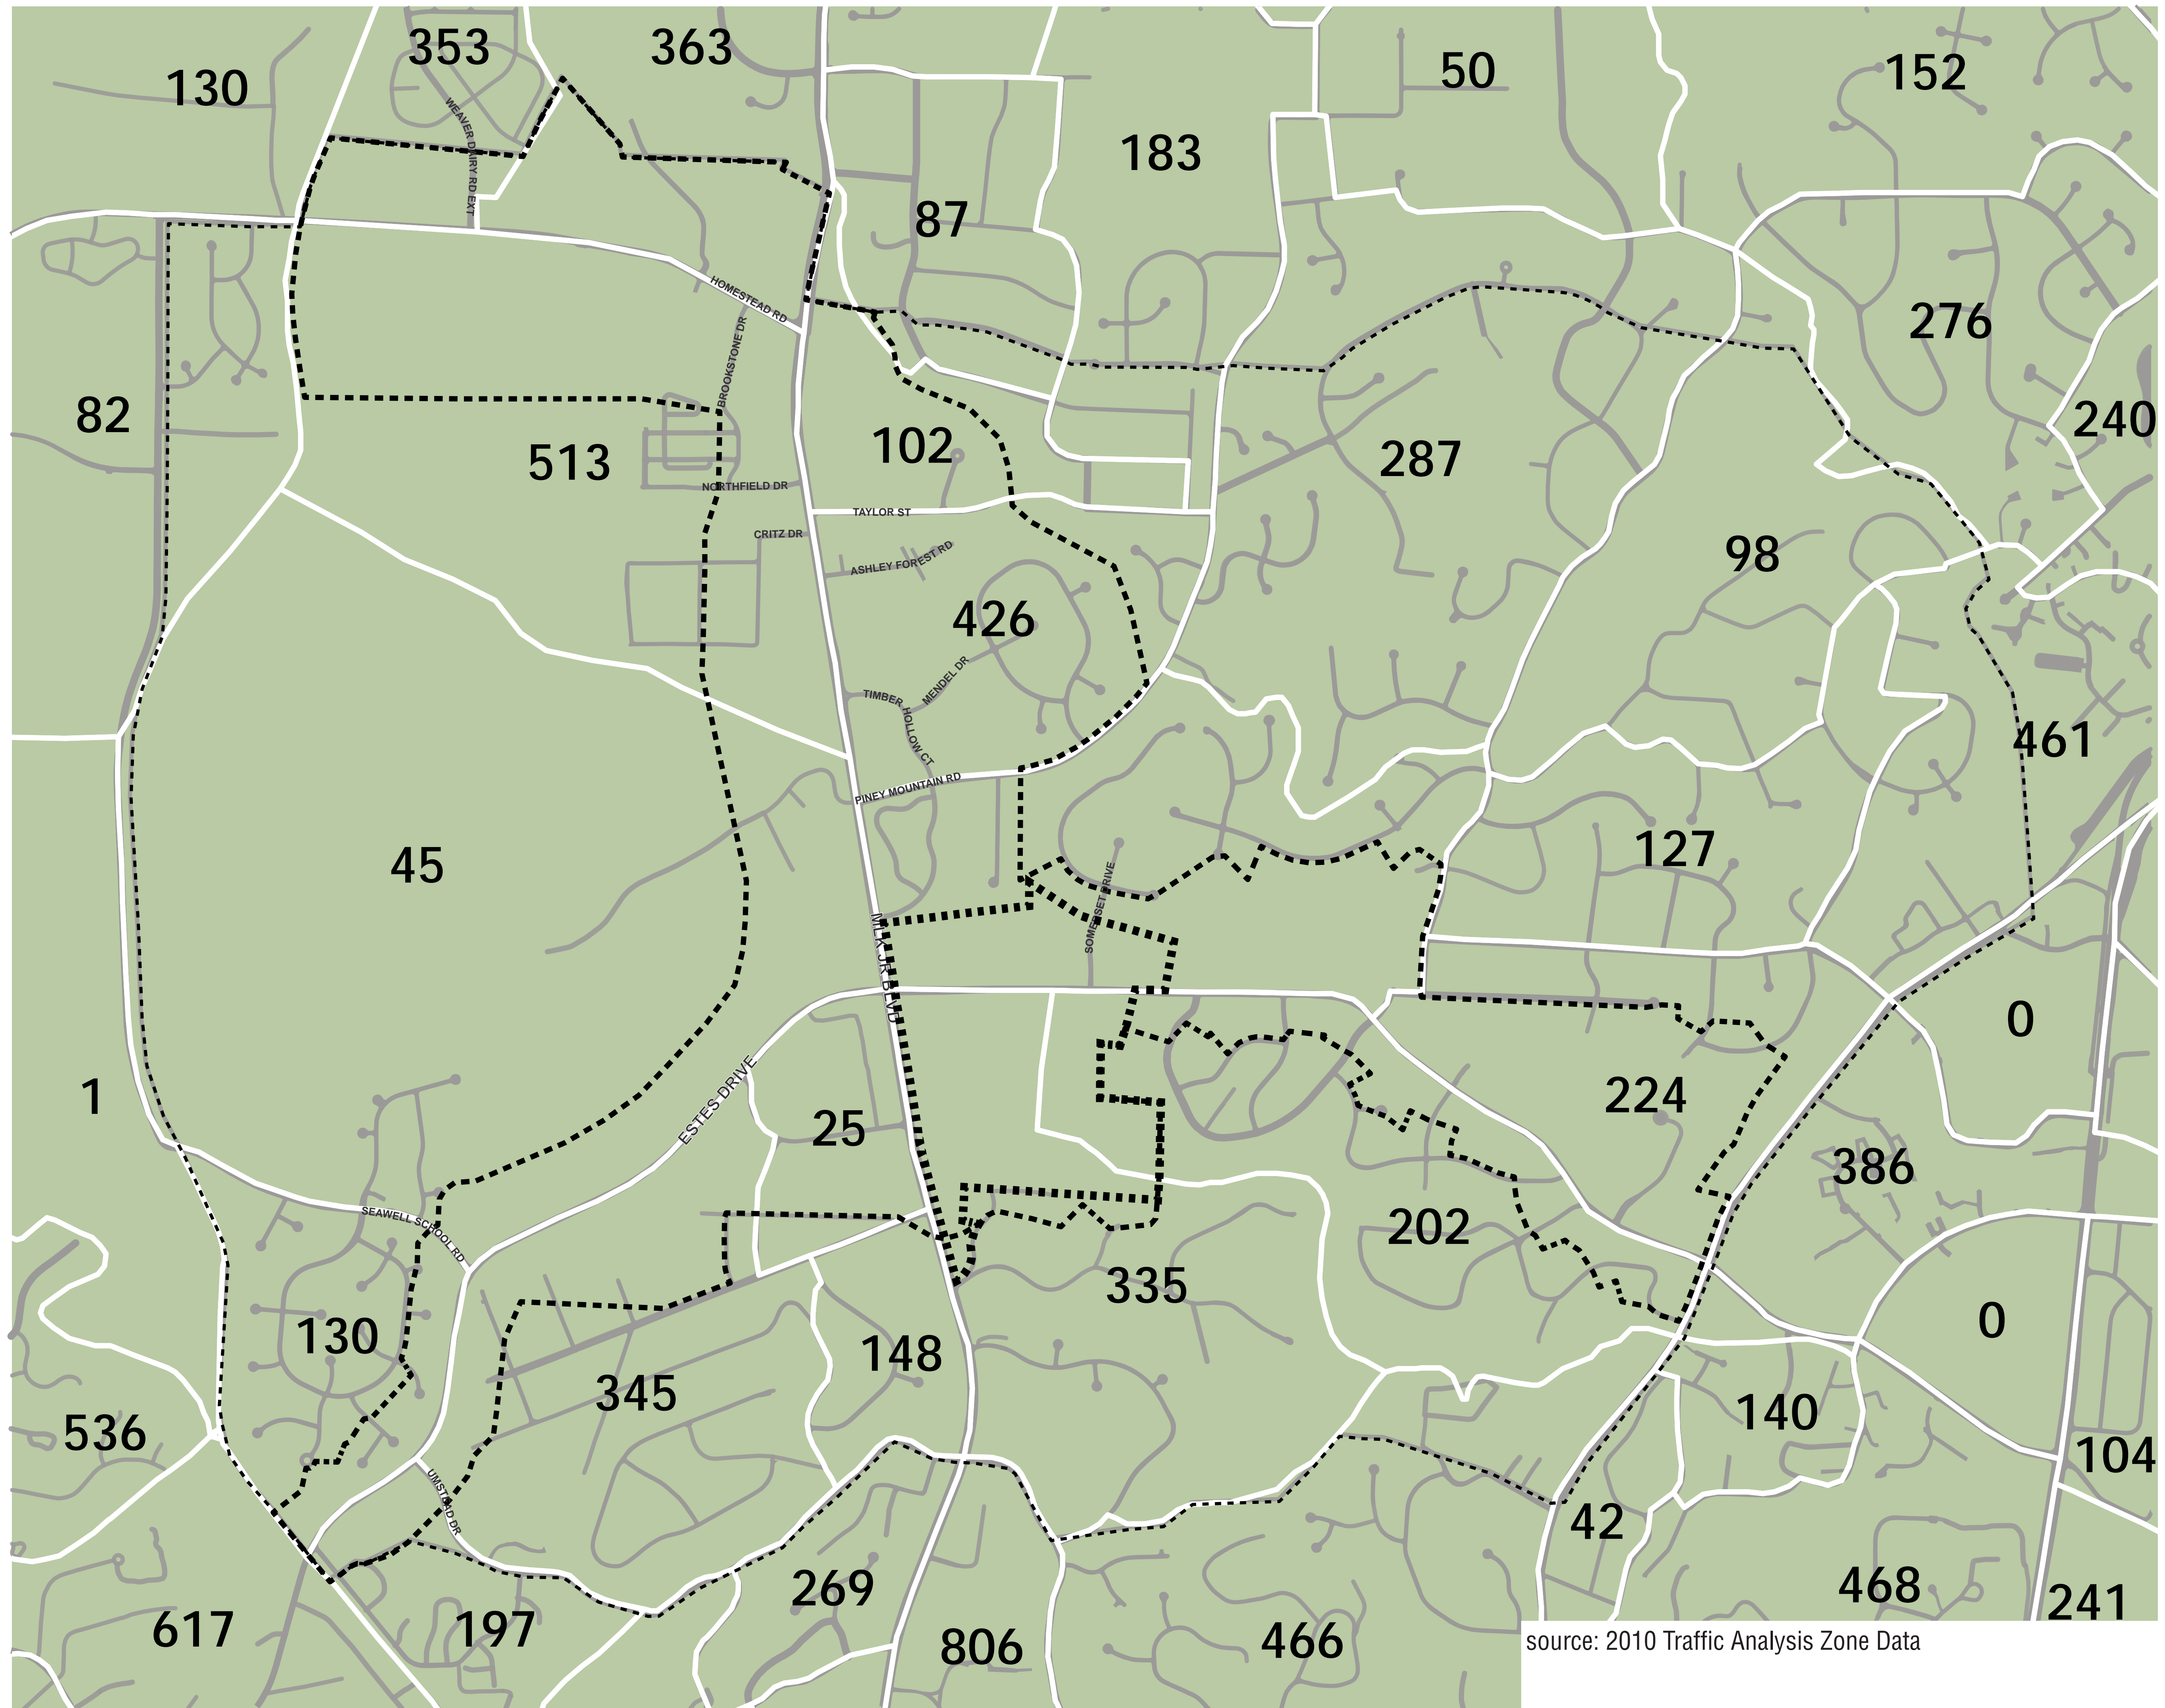 353
363
50
152
130
183
87
WEAVER DAIRY RD EXT
HOMESTEAD RD
276
BROOKSTONE DR
82
240
513
102
287
NORTHFIELD DR
TAYLOR ST
CRITZ DR
ASHLEY FOREST RD
98
426
TIMBER HOLLOW CT
MENDEL DR
461
PINEY MOUNTAIN RD
127
45
SOMERSET DRIVE
MLK JR BLVD
0
1
ESTES DRIVE
25
224
386
SEAWELL SCHOOL RD
202
335
130
148
0
345
140
536
104
UMSTEAD DR
42
269
468
241
617
197
806
466
source: 2010 Traffic Analysis Zone Data